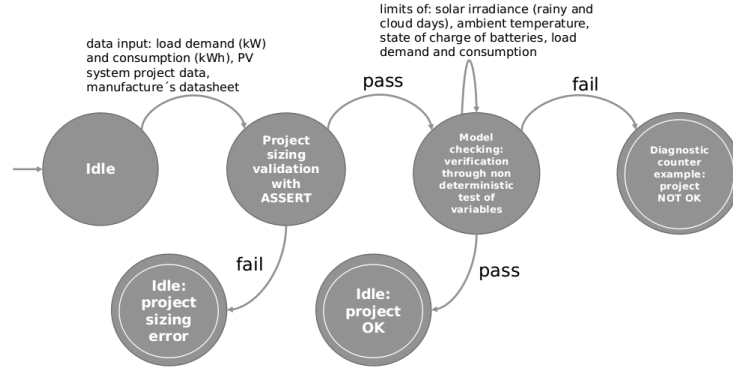 data input: load demand (kW)
and consumption (kWh), PV
system project data,
manufacture´s datasheet
limits of: solar irradiance (rainy and
cloud days), ambient temperature,
state of charge of batteries, load
demand and consumption
pass
fail
Idle
Project
sizing
validation
with
ASSERT
Model
checking:
verification
through non
deterministic
test of
variables
Diagnostic
counter
example:
project
NOT OK
fail
pass
Idle:
project
sizing
error
Idle:
project
OK